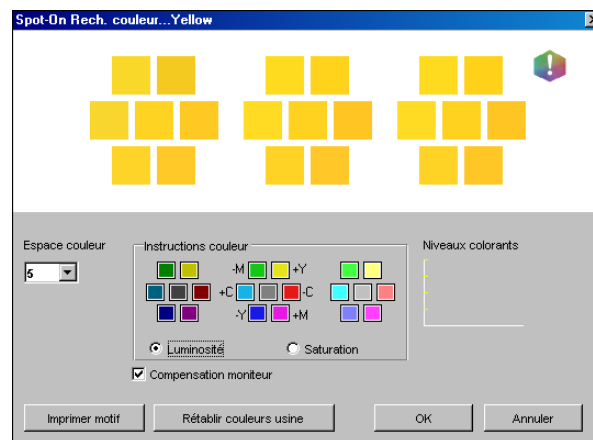 Spot-On Rech. couleur...Yellow
!
Espace couleur
5
Instructions couleur
-M +Y
+C -C
-Y +M
Luminosité
Saturation
Niveaux colorants
Compensation moniteur
Imprimer motif
Rétablir couleurs usine
OK
Annuler